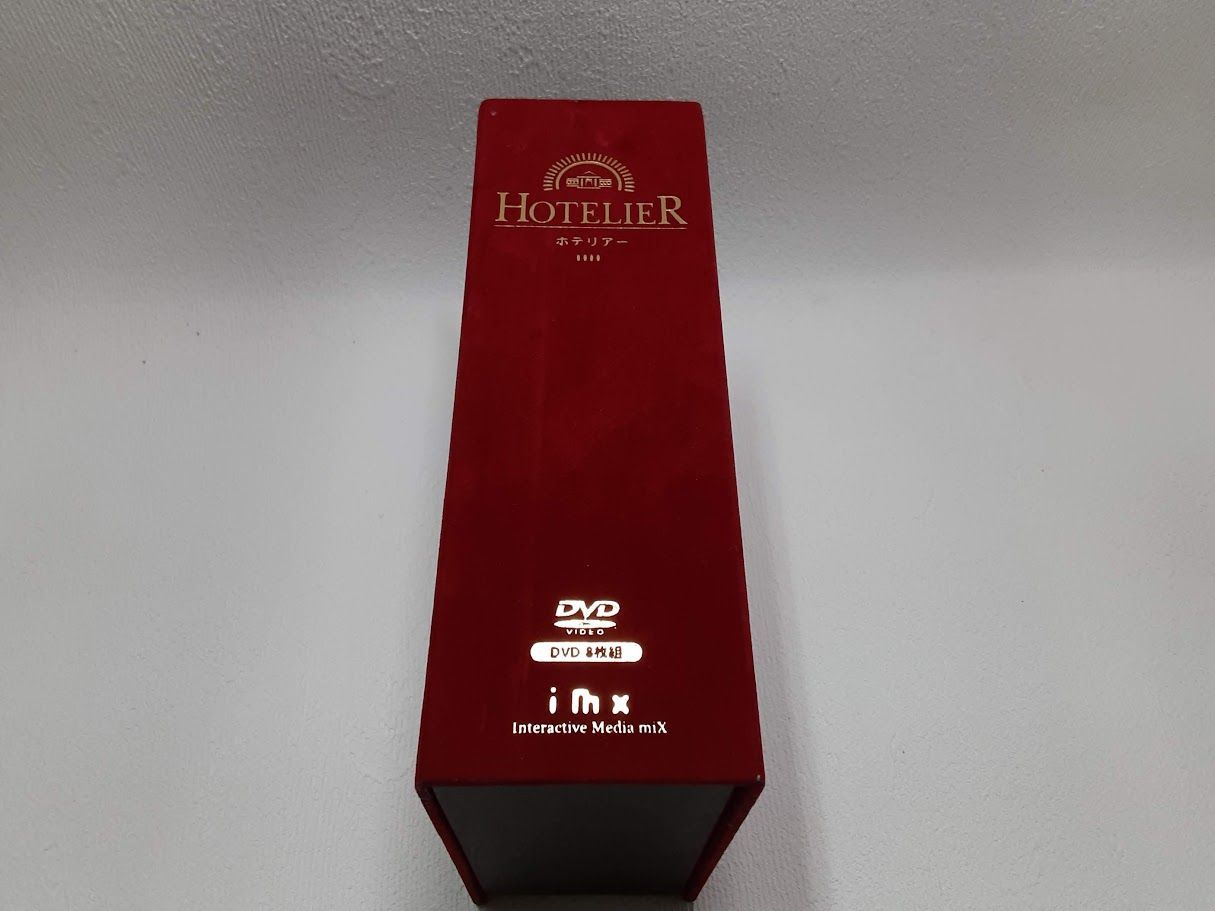 HOTELIER
ホテリアー
DVD
VIDEO
DVD 8枚組
imx
Interactive Media miX